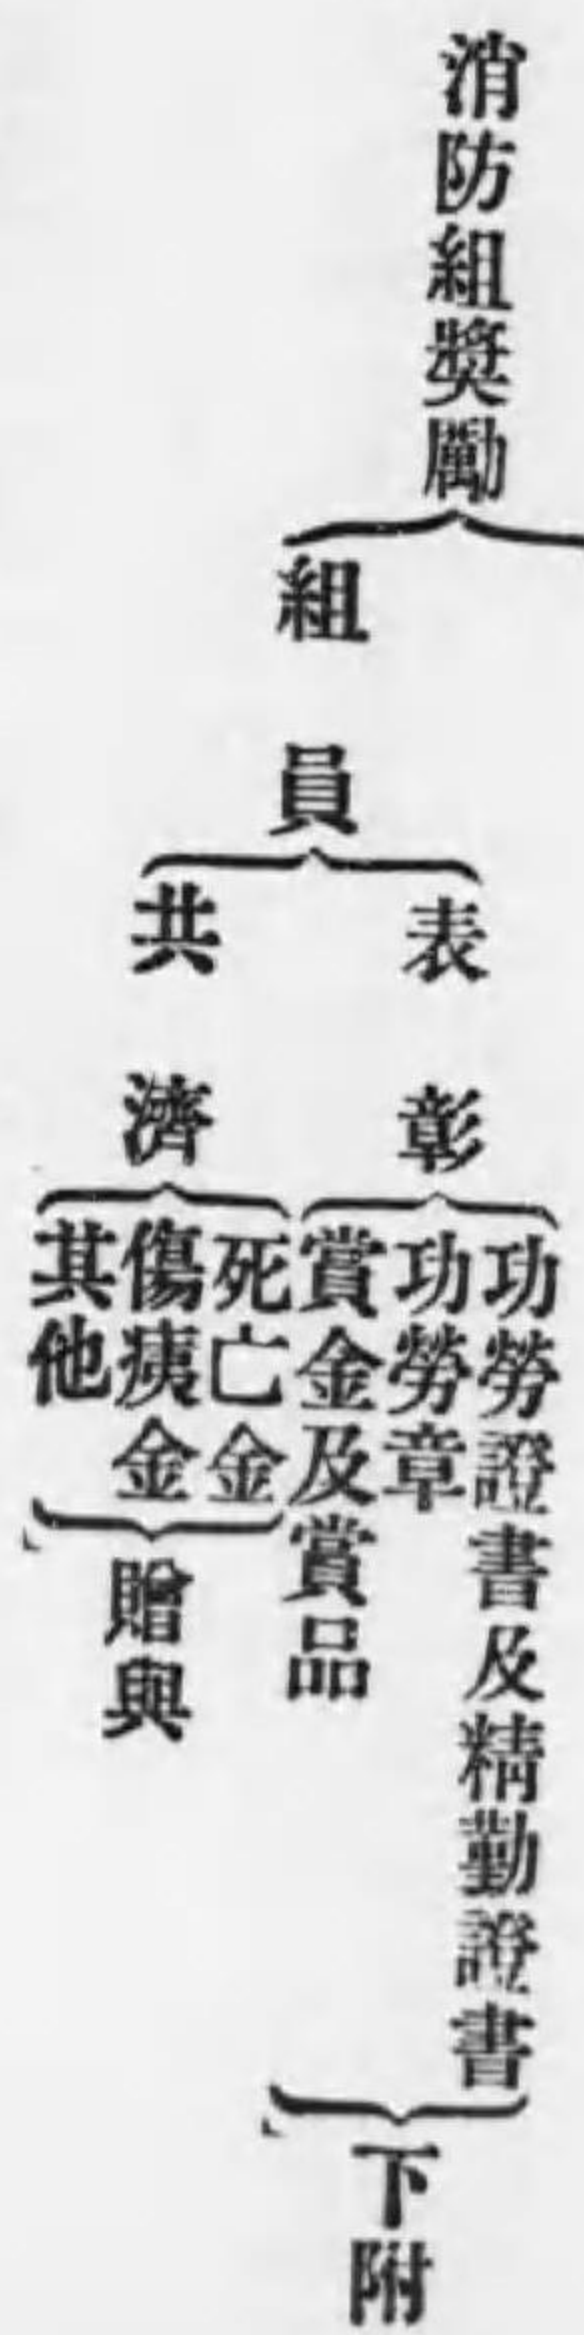 消防組奬勵
組員
表彰
功勞證書及精勤證書
功勞章
賞金及賞品
下附
共濟
死亡金
傷痍金
其他
贈與